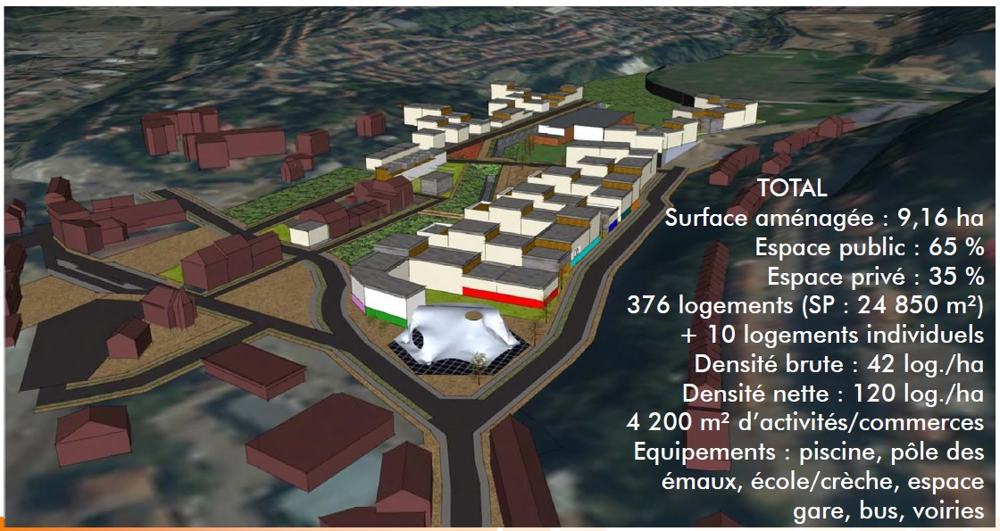 TOTAL
Surface aménagée : 9,16 ha
Espace public : 65 %
Espace privé : 35 %
376 logements (SP : 24 850 m²)
+ 10 logements individuels
Densité brute : 42 log./ha
Densité nette : 120 log./ha
4 200 m² d’activités/commerces
Equipements : piscine, pôle des
émaux, école/crèche, espace
gare, bus, voiries